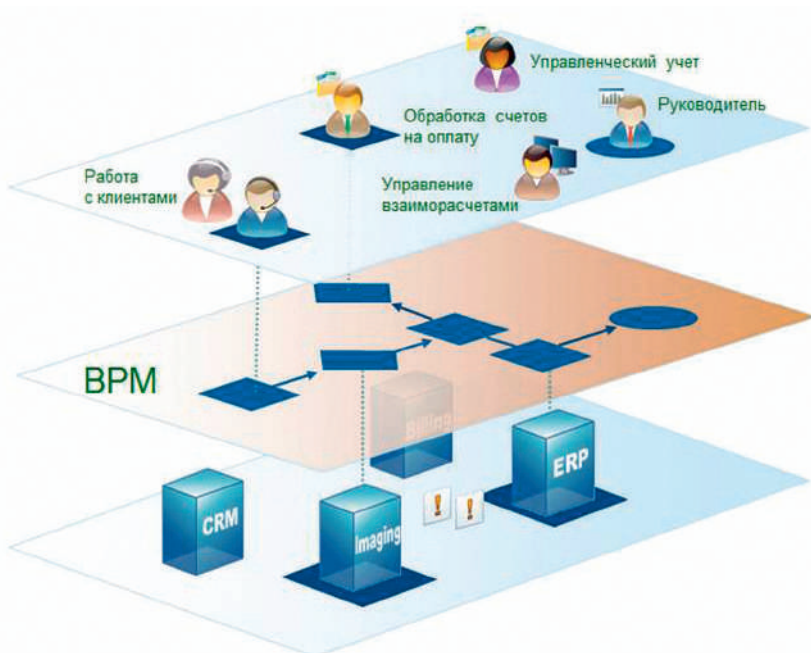 Управленческий учет
Руководитель
Обработка счетов
на оплату
Работа
с клиентами
Управление
взаиморасчетами
BPM
Billing
ERP
CRM
Imaging
!
!